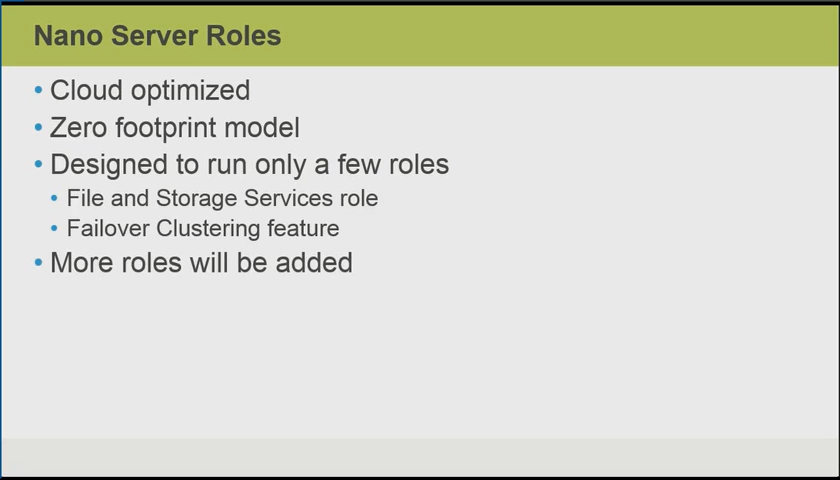 Nano Server Roles
• Cloud optimized
• Zero footprint model
• Designed to run only a few roles
• File and Storage Services role
• Failover Clustering feature
• More roles will be added